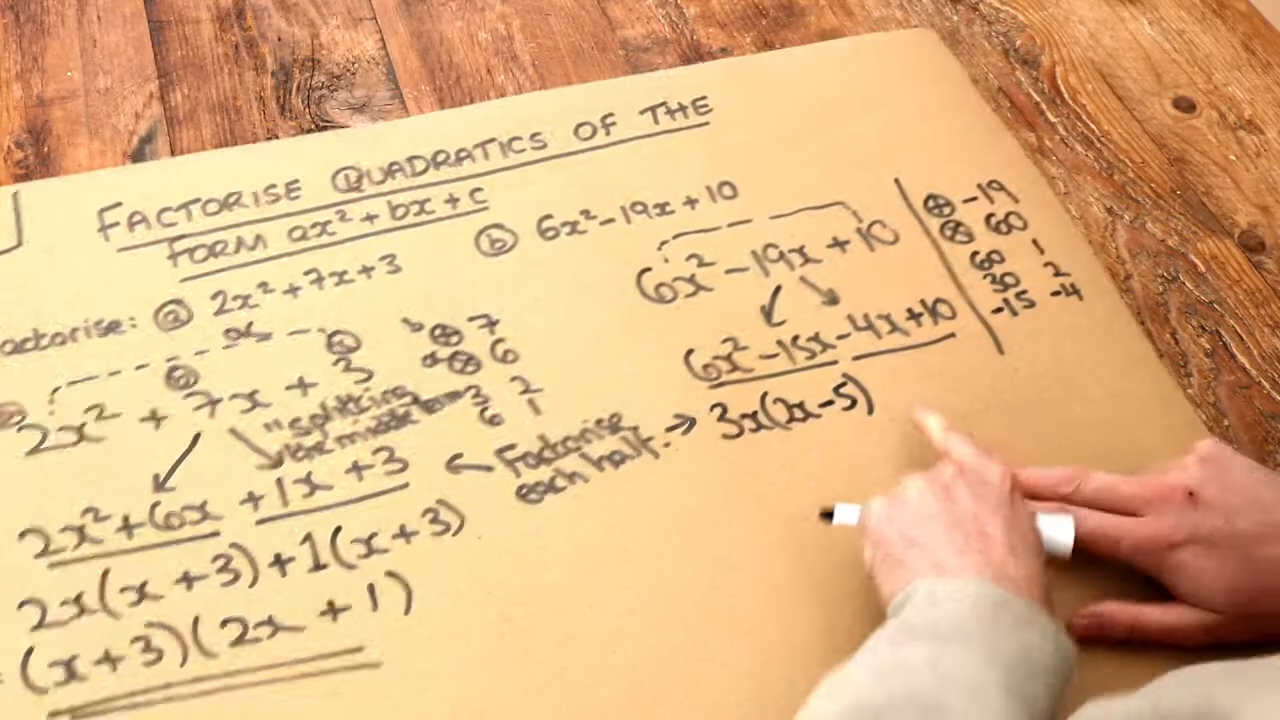 FACTORISE QUADRATICS OF THE
FORM ax² + bx + c
actorise: ⓐ 2x² + 7x + 3
ⓑ 6x² - 19x + 10
ac
b ⊕ 7
ac ⊗ 6
3 2
6 1
2x² + 7x + 3
"splitting
the middle term"
2x² + 6x + 1x + 3
← Factorise
each half. →
2x(x + 3) + 1(x + 3)
(x + 3)(2x + 1)
6x² - 19x + 10
6x² - 15x - 4x + 10
3x(2x - 5)
⊕ -19
⊗ 60
60 1
30 2
-15 -4